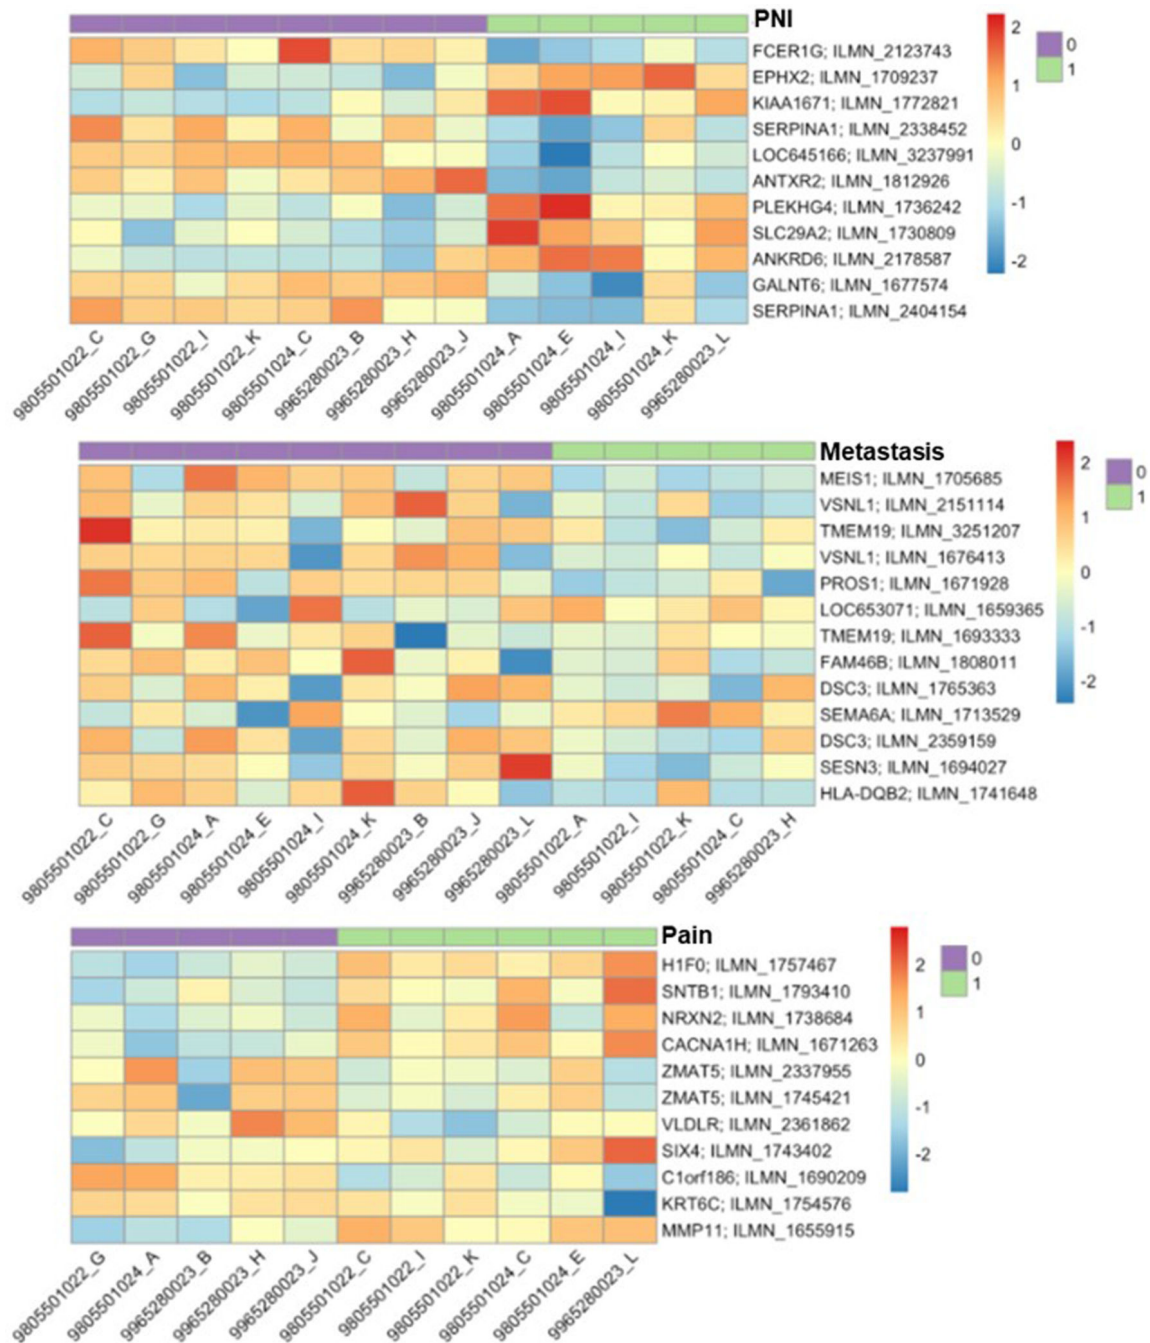 PNI
FCER1G; ILMN_2123743
EPHX2; ILMN_1709237
KIAA1671; ILMN_1772821
SERPINA1; ILMN_2338452
LOC645166; ILMN_3237991
ANTXR2; ILMN_1812926
PLEKHG4; ILMN_1736242
SLC29A2; ILMN_1730809
ANKRD6; ILMN_2178587
GALNT6; ILMN_1677574
SERPINA1; ILMN_2404154
2
1
0
-1
-2
0
1
9805501022_C
9805501022_G
9805501022_I
9805501022_K
9805501024_C
9965280023_B
9965280023_H
9965280023_J
9805501024_A
9805501024_E
9805501024_I
9805501024_K
9965280023_L
Metastasis
MEIS1; ILMN_1705685
VSNL1; ILMN_2151114
TMEM19; ILMN_3251207
VSNL1; ILMN_1676413
PROS1; ILMN_1671928
LOC653071; ILMN_1659365
TMEM19; ILMN_1693333
FAM46B; ILMN_1808011
DSC3; ILMN_1765363
SEMA6A; ILMN_1713529
DSC3; ILMN_2359159
SESN3; ILMN_1694027
HLA-DQB2; ILMN_1741648
2
1
0
-1
-2
0
1
9805501022_C
9805501022_G
9805501024_A
9805501024_E
9805501024_I
9805501024_K
9965280023_B
9965280023_J
9965280023_L
9805501022_A
9805501022_I
9805501022_K
9805501024_C
9965280023_H
Pain
H1F0; ILMN_1757467
SNTB1; ILMN_1793410
NRXN2; ILMN_1738684
CACNA1H; ILMN_1671263
ZMAT5; ILMN_2337955
ZMAT5; ILMN_1745421
VLDLR; ILMN_2361862
SIX4; ILMN_1743402
C1orf186; ILMN_1690209
KRT6C; ILMN_1754576
MMP11; ILMN_1655915
2
1
0
-1
-2
0
1
9805501022_G
9805501024_A
9965280023_B
9965280023_H
9965280023_J
9805501022_C
9805501022_I
9805501022_K
9805501024_C
9805501024_E
9965280023_L